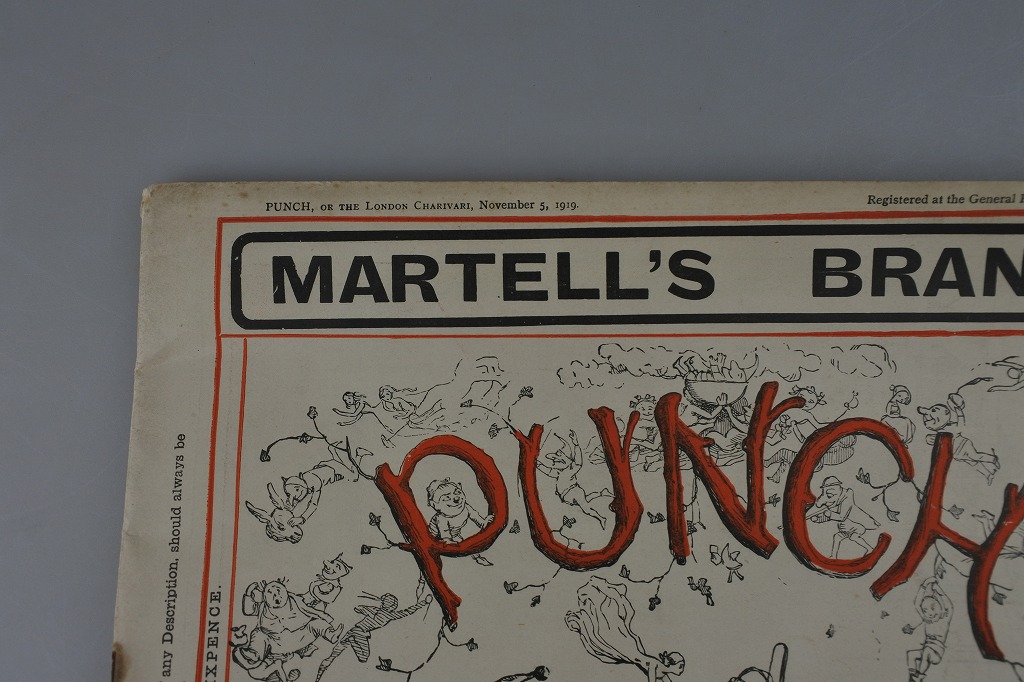 PUNCH, OR THE LONDON CHARIVARI, November 5, 1919.
Registered at the General
MARTELL'S BRAN
PUNCH
any Description, should always be
IXPENCE.